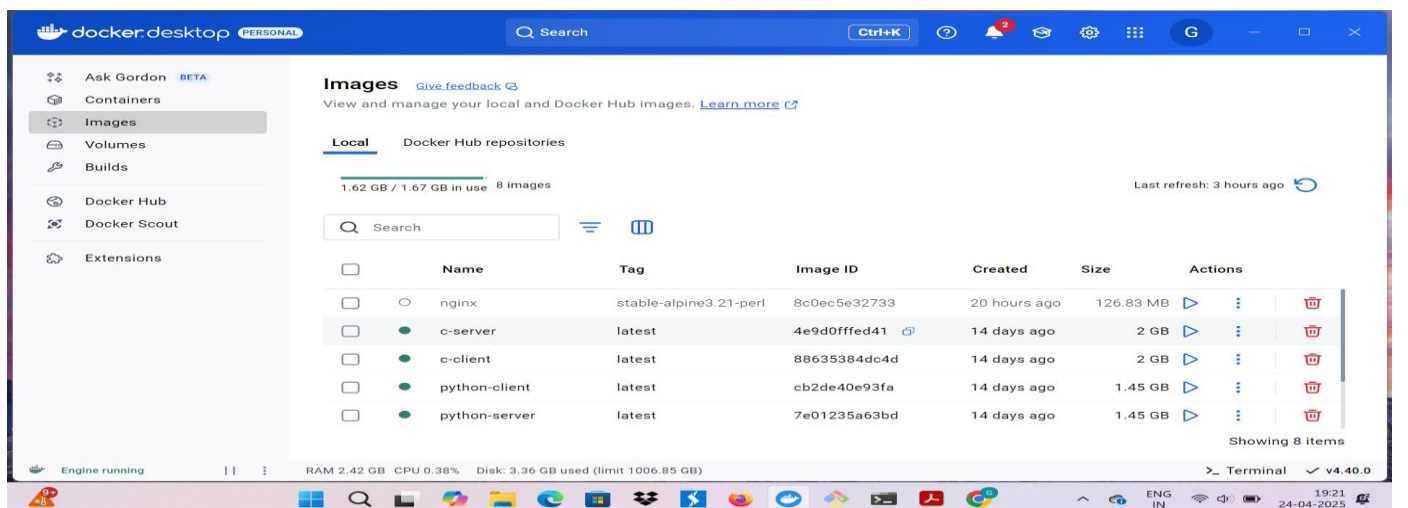 docker.desktop PERSONAL Search Ctrl+K 2 G
Ask Gordon BETA
Containers
Images
Volumes
Builds
Docker Hub
Docker Scout
Extensions
Images Give feedback
View and manage your local and Docker Hub images. Learn more
Local Docker Hub repositories
1.62 GB / 1.67 GB in use 8 images Last refresh: 3 hours ago
Search
Name Tag Image ID Created Size Actions
nginx stable-alpine3.21-perl 8c0ec5e32733 20 hours ago 126.83 MB
c-server latest 4e9d0fffed41 14 days ago 2 GB
c-client latest 88635384dc4d 14 days ago 2 GB
python-client latest cb2de40e93fa 14 days ago 1.45 GB
python-server latest 7e01235a63bd 14 days ago 1.45 GB
Showing 8 items
Engine running RAM 2.42 GB CPU 0.38% Disk: 3.36 GB used (limit 1006.85 GB) >_ Terminal v4.40.0
9+ ENG 19:21
IN 24-04-2025